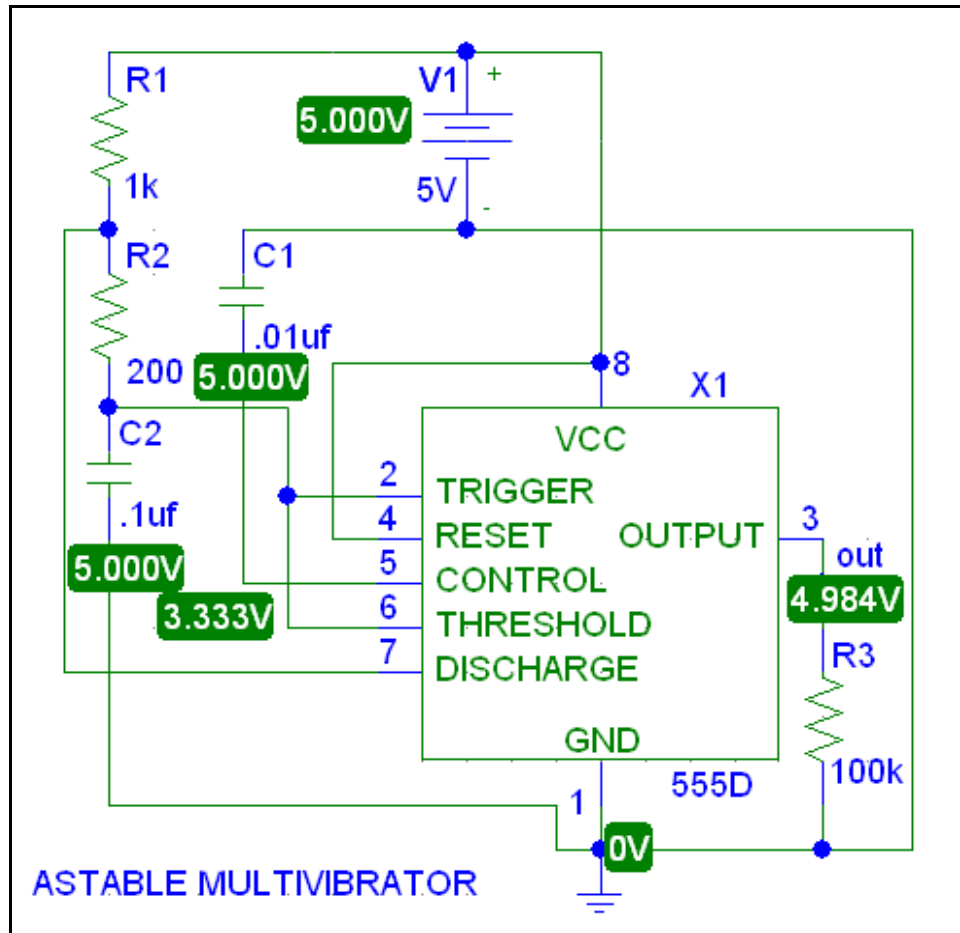 R1
V1
+
5.000V
1k
5V
-
R2
C1
.01uf
200
5.000V
8
X1
C2
VCC
2
TRIGGER
.1uf
4
RESET
OUTPUT
3
out
5.000V
5
CONTROL
4.984V
3.333V
6
THRESHOLD
7
DISCHARGE
R3
GND
100k
1
555D
0V
ASTABLE MULTIVIBRATOR